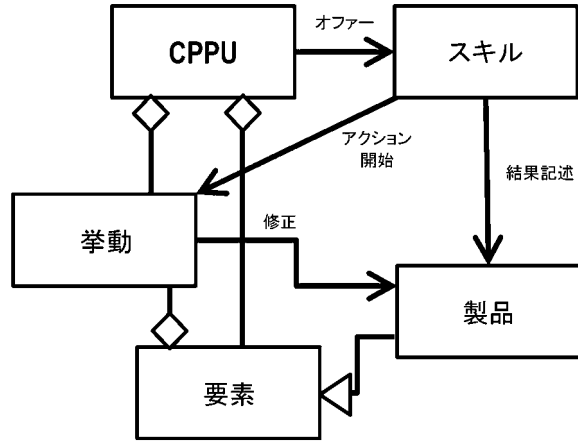 CPPU
オファー
スキル
アクション
開始
結果記述
挙動
修正
製品
要素